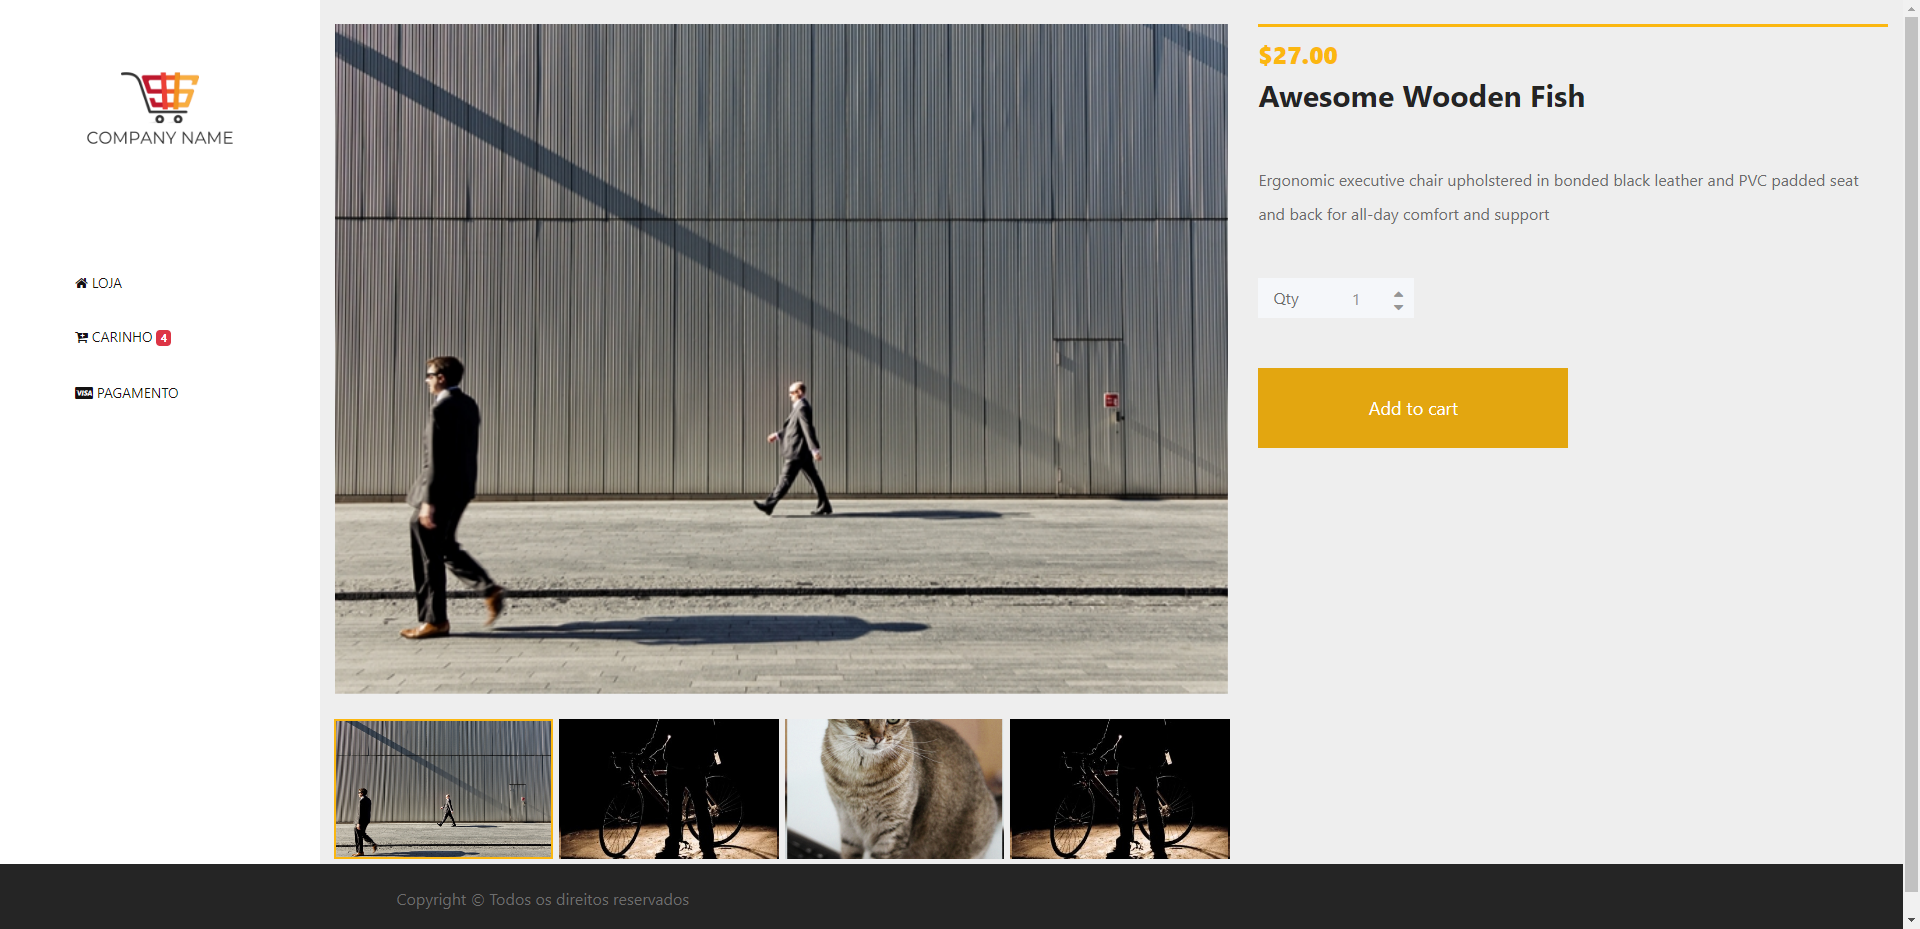 COMPANY NAME
LOJA
CARINHO 4
VISA PAGAMENTO
$27.00
Awesome Wooden Fish
Ergonomic executive chair upholstered in bonded black leather and PVC padded seat
and back for all-day comfort and support
Qty 1
Add to cart
Copyright © Todos os direitos reservados